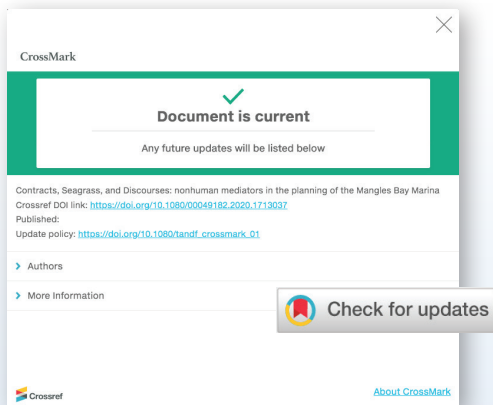 CrossMark
Document is current
Any future updates will be listed below
Contracts, Seagrass, and Discourses: nonhuman mediators in the planning of the Mangles Bay Marina
Crossref DOI link: https://doi.org/10.1080/00049182.2020.1713037
Published:
Update policy: https://doi.org/10.1080/tandf_crossmark_01
Authors
More Information
Check for updates
Crossref
About CrossMark